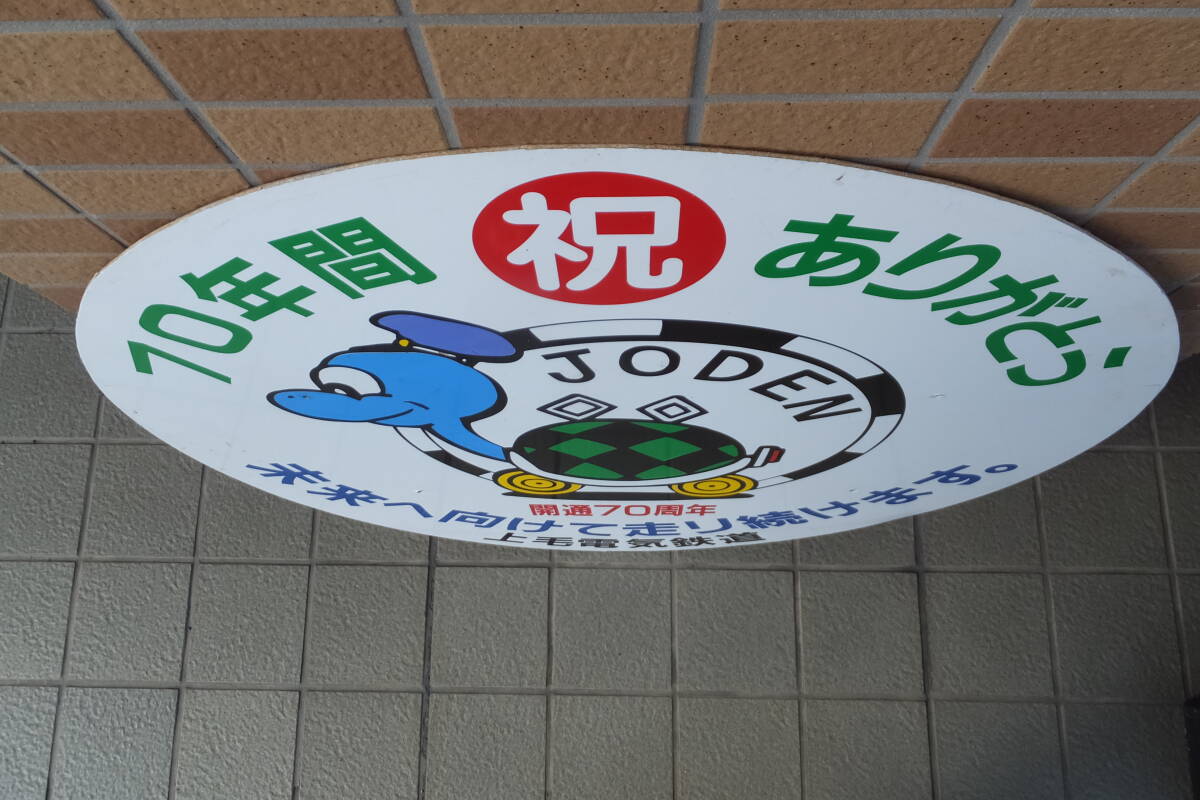 70年間
祝
ありがとう
JODEN
開通70周年
未来へ向けて走り続けます。
上毛電気鉄道